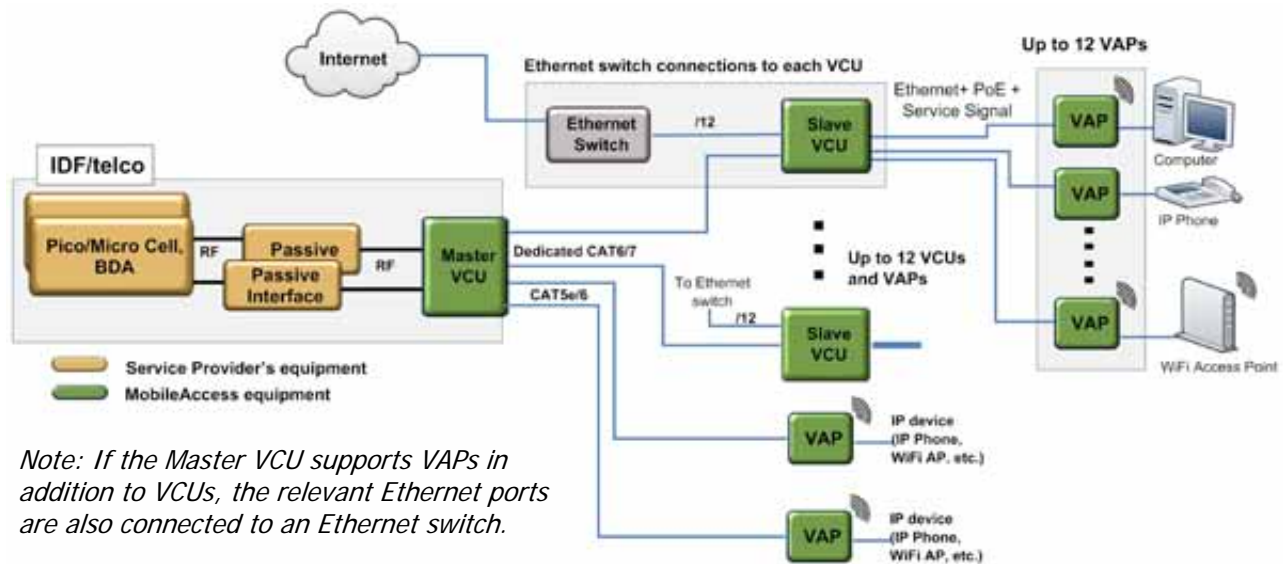 Internet
Ethernet switch connections to each VCU
Up to 12 VAPs
Ethernet
Switch
/12
Slave
VCU
Ethernet+ PoE +
Service Signal
VAP
Computer
VAP
IP Phone
VAP
WiFi Access Point
IDF/telco
Pico/Micro Cell,
BDA
RF
Passive
Passive
Interface
RF
Master
VCU
Dedicated CAT6/7
CAT5e/6
Up to 12 VCUs
and VAPs
To Ethernet
switch
/12
Slave
VCU
Service Provider's equipment
MobileAccess equipment
VAP
IP device
(IP Phone,
WiFi AP, etc.)
VAP
IP device
(IP Phone,
WiFi AP, etc.)
Note: If the Master VCU supports VAPs in
addition to VCUs, the relevant Ethernet ports
are also connected to an Ethernet switch.